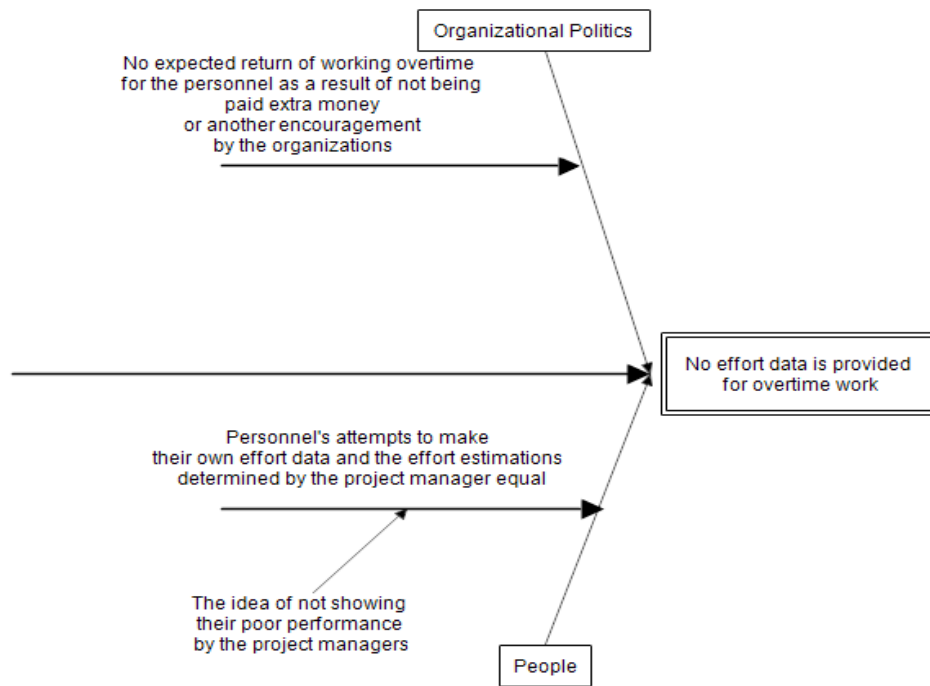 Organizational Politics
No expected return of working overtime
for the personnel as a result of not being
paid extra money
or another encouragement
by the organizations
No effort data is provided
for overtime work
Personnel's attempts to make
their own effort data and the effort estimations
determined by the project manager equal
The idea of not showing
their poor performance
by the project managers
People